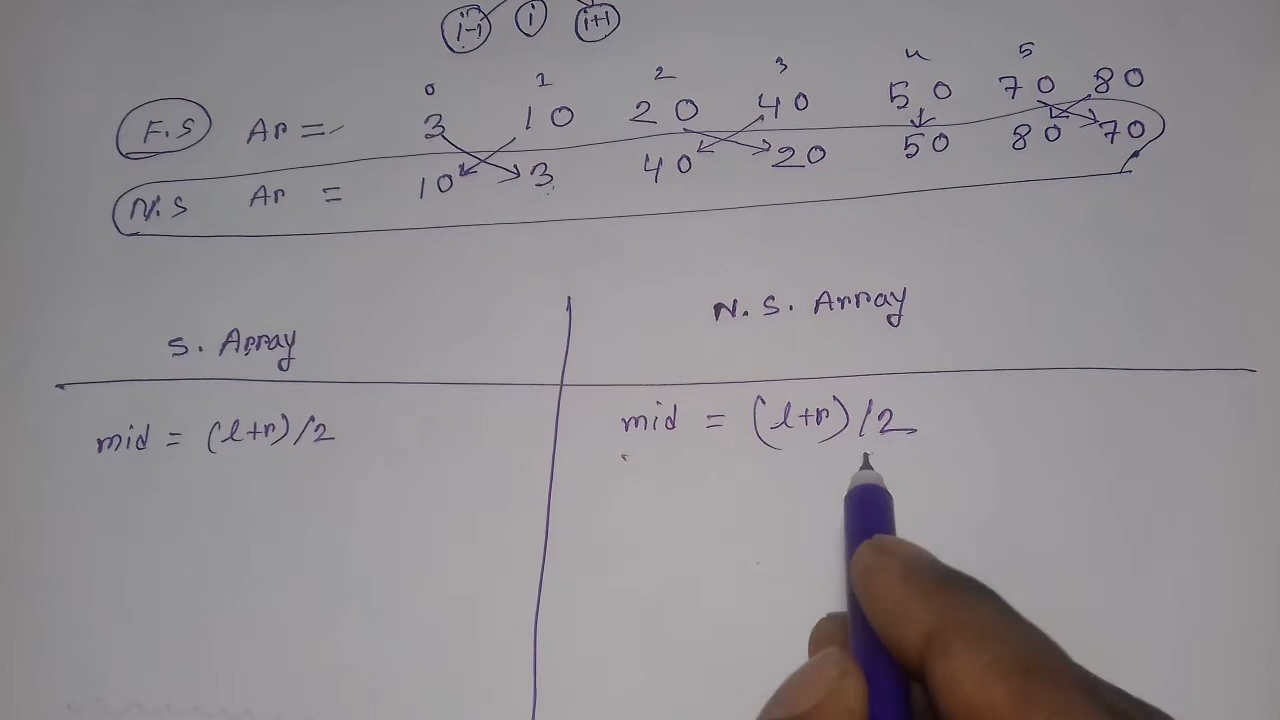 i-1 i i+1
0 1 2 3 4 5
F.S Ar = 3 10 20 40 50 70 80
N.S Ar = 10 3 40 20 50 80 70
S. Array N.S. Array
mid = (l+r)/2 mid = (l+r)/2